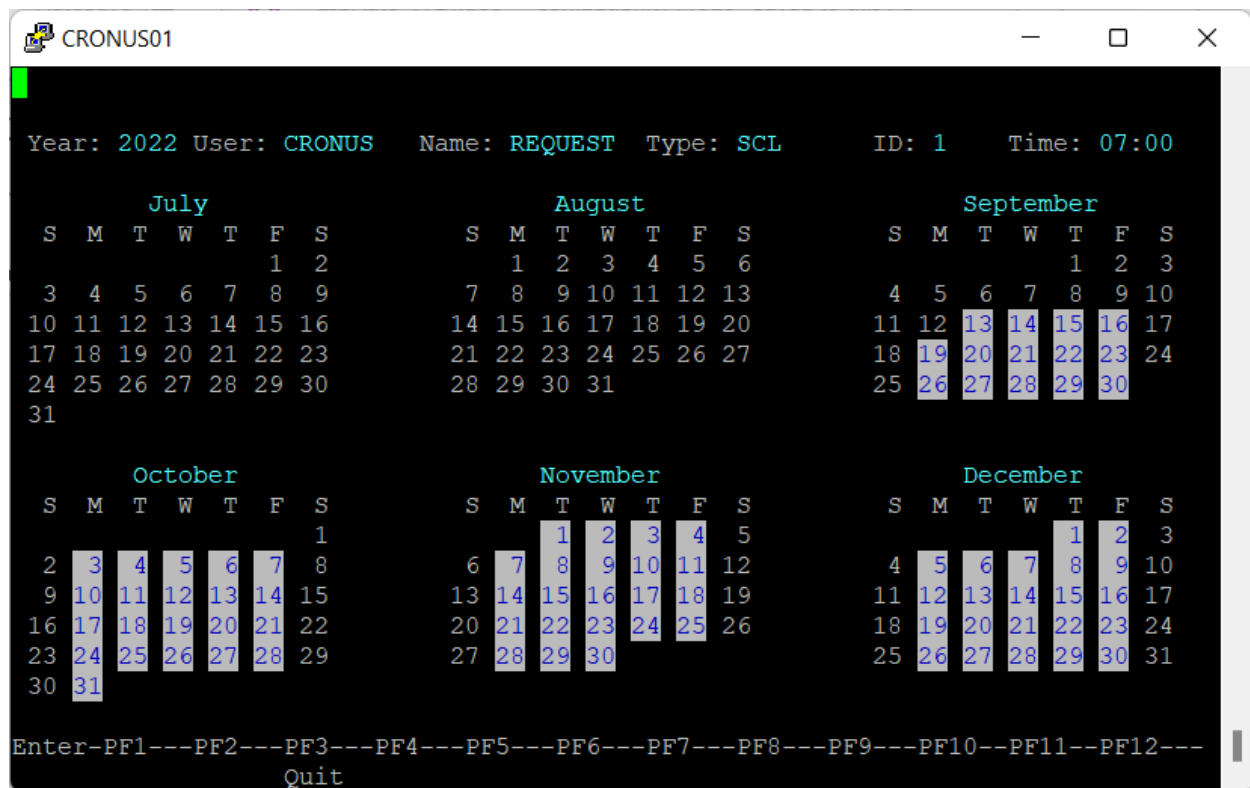 CRONUS01
Year: 2022 User: CRONUS Name: REQUEST Type: SCL ID: 1 Time: 07:00
July August September
S M T W T F S S M T W T F S S M T W T F S
1 2 1 2 3 4 5 6 1 2 3
3 4 5 6 7 8 9 7 8 9 10 11 12 13 4 5 6 7 8 9 10
10 11 12 13 14 15 16 14 15 16 17 18 19 20 11 12 13 14 15 16 17
17 18 19 20 21 22 23 21 22 23 24 25 26 27 18 19 20 21 22 23 24
24 25 26 27 28 29 30 28 29 30 31 25 26 27 28 29 30
31
October November December
S M T W T F S S M T W T F S S M T W T F S
1 1 2 3 4 5 1 2 3
2 3 4 5 6 7 8 6 7 8 9 10 11 12 4 5 6 7 8 9 10
9 10 11 12 13 14 15 13 14 15 16 17 18 19 11 12 13 14 15 16 17
16 17 18 19 20 21 22 20 21 22 23 24 25 26 18 19 20 21 22 23 24
23 24 25 26 27 28 29 27 28 29 30 25 26 27 28 29 30 31
30 31
Enter-PF1---PF2---PF3---PF4---PF5---PF6---PF7---PF8---PF9---PF10--PF11--PF12---
Quit